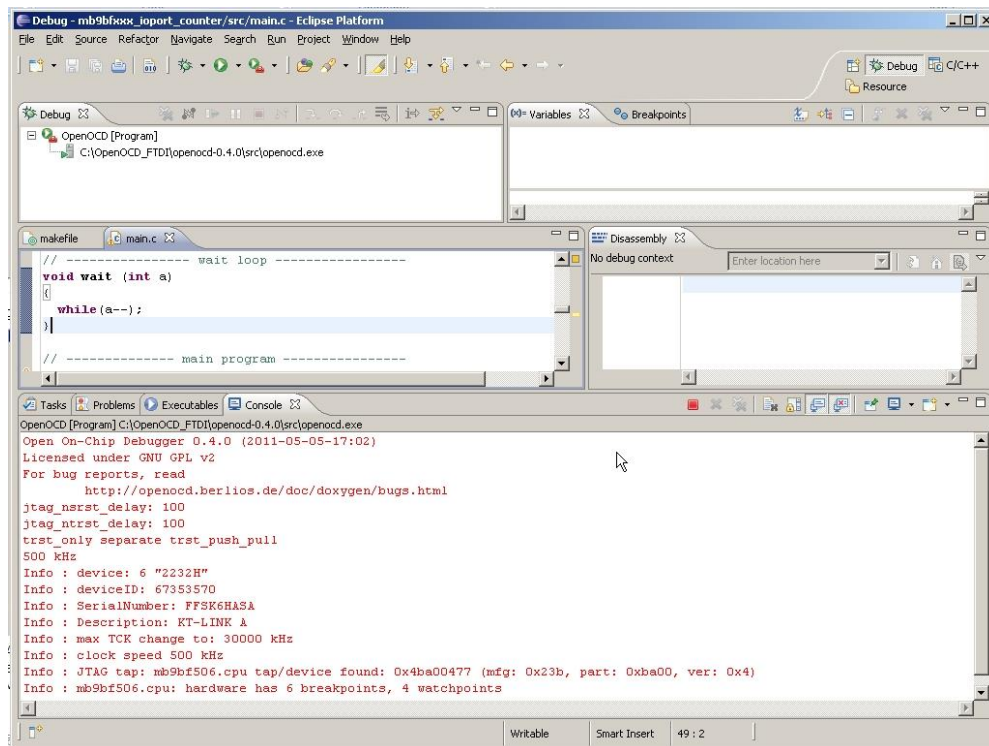 Debug - mb9bfxxx_ioport_counter/src/main.c - Eclipse Platform
File Edit Source Refactor Navigate Search Run Project Window Help
Debug C/C++
Resource
Debug
OpenOCD [Program]
C:\OpenOCD_FTDI\openocd-0.4.0\src\openocd.exe
(x)= Variables Breakpoints
makefile main.c
// ---------------- wait loop -----------------
void wait (int a)
{
while(a--);
}
// -------------- main program ----------------
Disassembly
No debug context Enter location here
Tasks Problems Executables Console
OpenOCD [Program] C:\OpenOCD_FTDI\openocd-0.4.0\src\openocd.exe
Open On-Chip Debugger 0.4.0 (2011-05-05-17:02)
Licensed under GNU GPL v2
For bug reports, read
http://openocd.berlios.de/doc/doxygen/bugs.html
jtag_nsrst_delay: 100
jtag_ntrst_delay: 100
trst_only separate trst_push_pull
500 kHz
Info : device: 6 "2232H"
Info : deviceID: 67353570
Info : SerialNumber: FFSK6HASA
Info : Description: KT-LINK A
Info : max TCK change to: 30000 kHz
Info : clock speed 500 kHz
Info : JTAG tap: mb9bf506.cpu tap/device found: 0x4ba00477 (mfg: 0x23b, part: 0xba00, ver: 0x4)
Info : mb9bf506.cpu: hardware has 6 breakpoints, 4 watchpoints
Writable Smart Insert 49 : 2